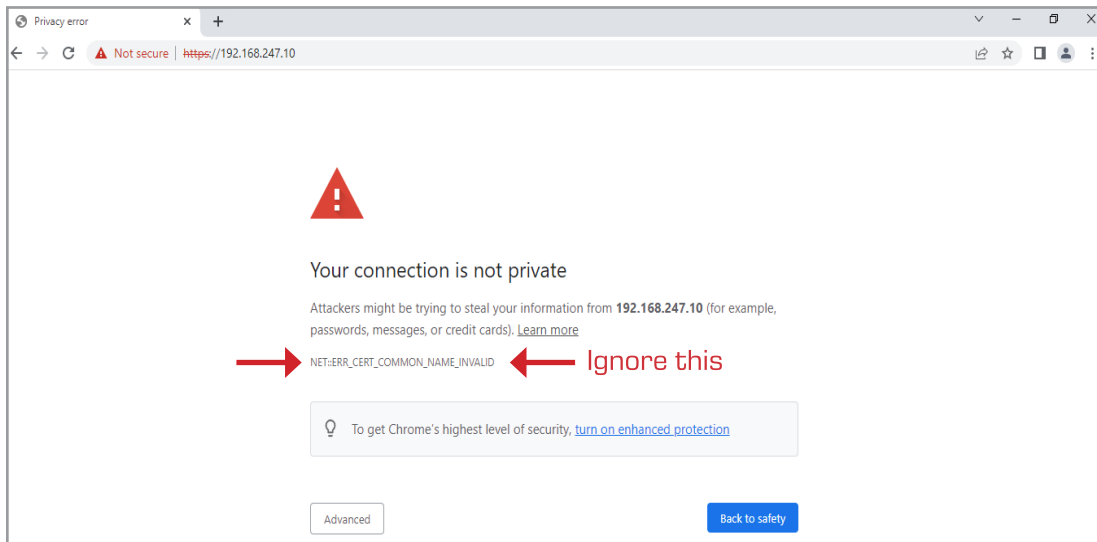 Privacy error
Not secure | https://192.168.247.10
Your connection is not private
Attackers might be trying to steal your information from 192.168.247.10 (for example,
passwords, messages, or credit cards). Learn more
NET::ERR_CERT_COMMON_NAME_INVALID
Ignore this
To get Chrome's highest level of security, turn on enhanced protection
Advanced
Back to safety